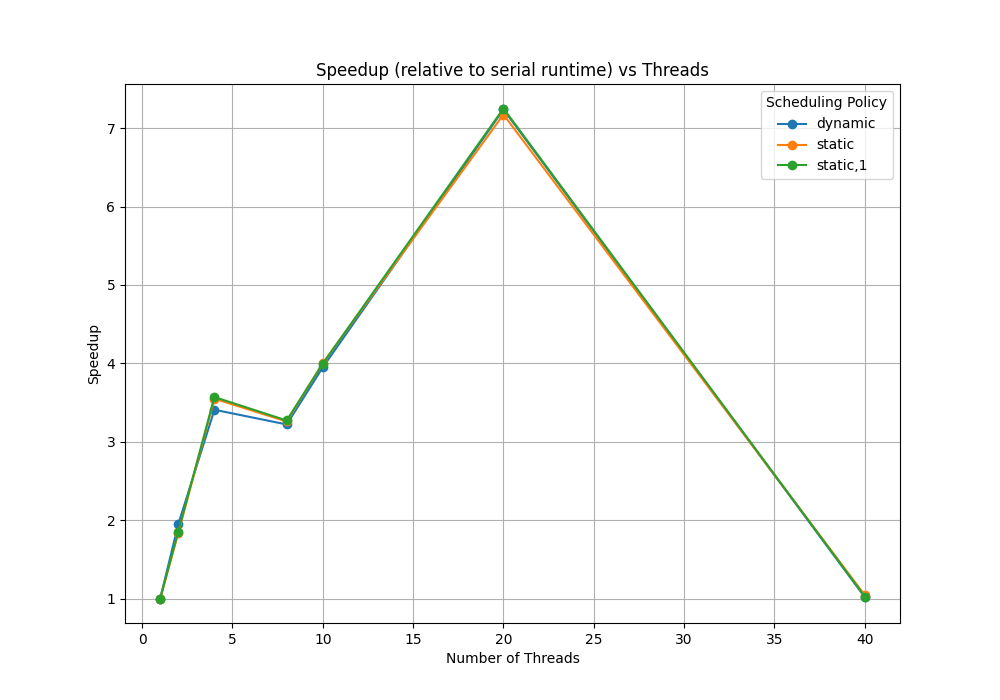 Speedup (relative to serial runtime) vs Threads
Scheduling Policy
dynamic
static
static,1
Speedup
7
6
5
4
3
2
1
0 5 10 15 20 25 30 35 40
Number of Threads